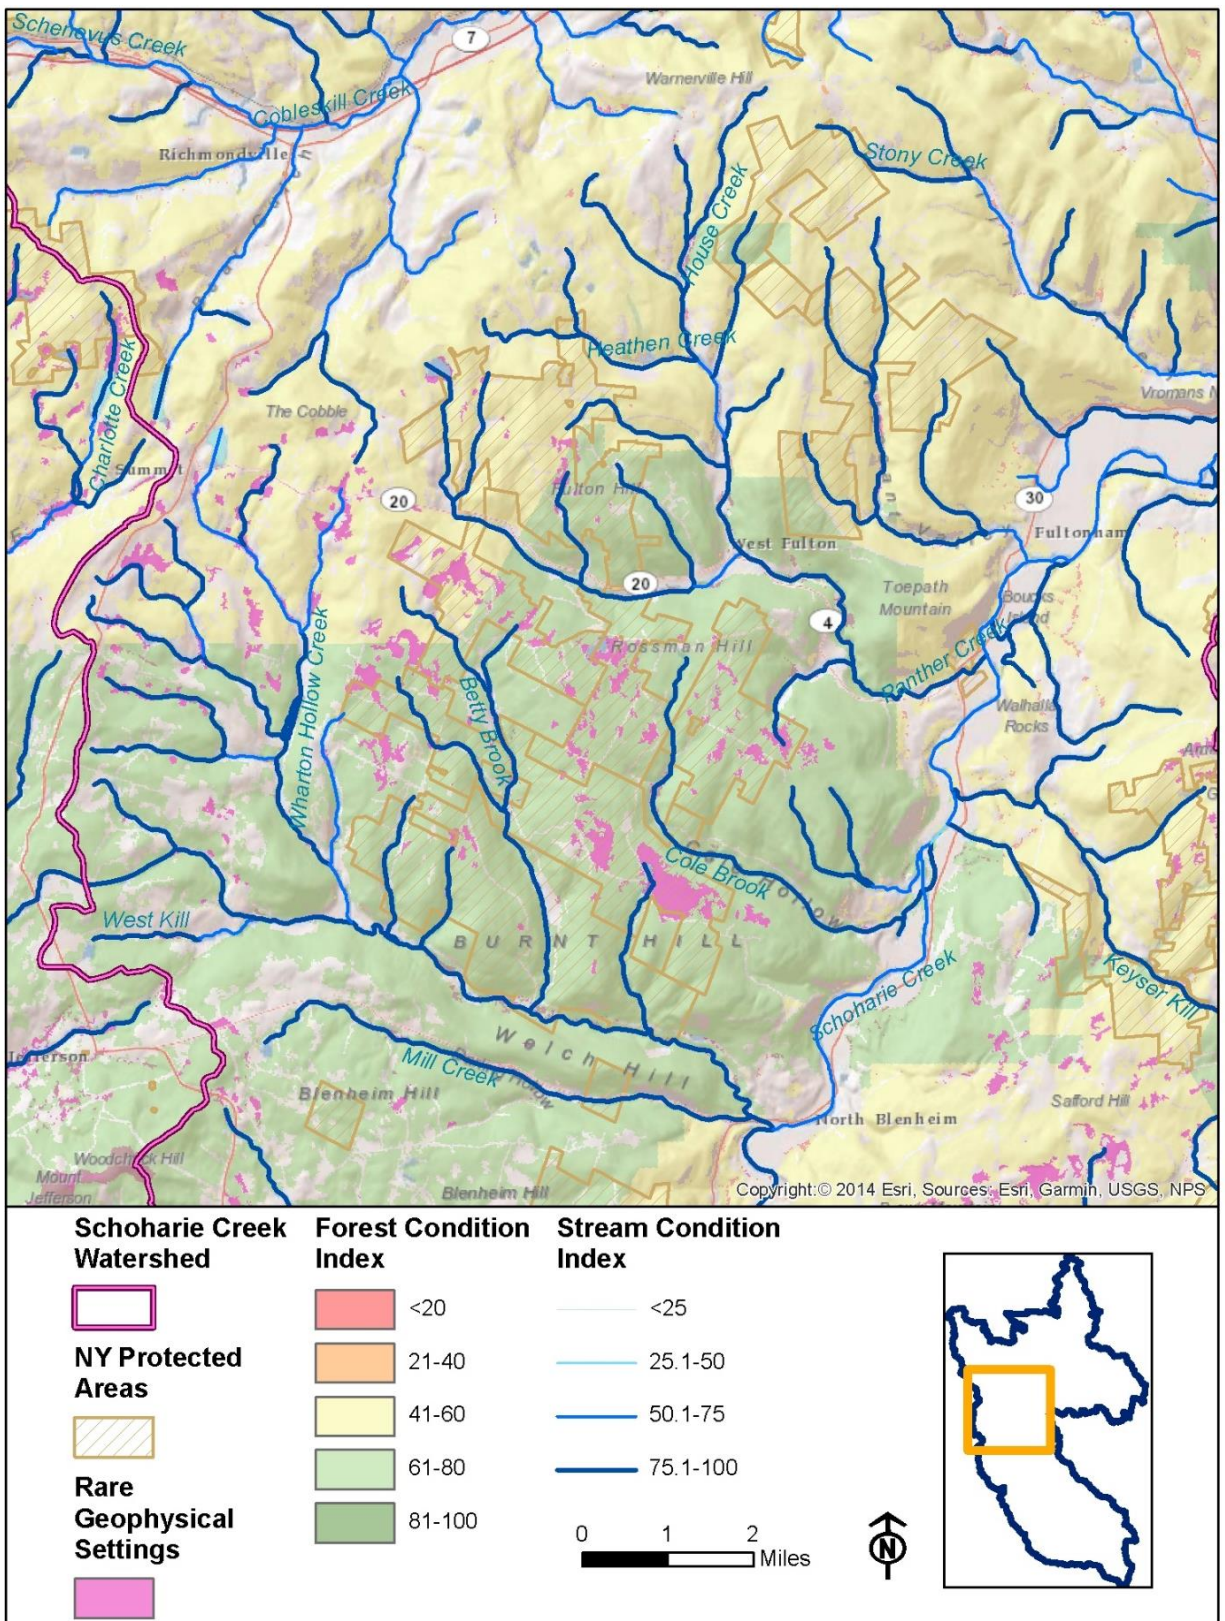 Schenevus Creek
7
Warnerville Hill
Cobleskill Creek
Richmondville
Stony Creek
House Creek
Heathen Creek
Charlotte Creek
The Cobble
Vromans N
Summit
20
Fulton Hill
30
West Fulton
Fultonham
20
Toepath
Mountain
Boucks
Island
4
Rossman Hill
Panther Creek
Wharton Hollow Creek
Betty Brook
Walhalla
Rocks
Cole Brook
West Kill
BURNT HILL
Keyser Kill
Schoharie Creek
Welch Hill
Jefferson
Mill Creek
Blenheim Hill
North Blenheim
Safford Hill
Woodchuck Hill
Mount
Jefferson
Blenheim Hill
Copyright:© 2014 Esri, Sources: Esri, Garmin, USGS, NPS
Schoharie Creek
Watershed
NY Protected
Areas
Rare
Geophysical
Settings
Forest Condition
Index
<20
21-40
41-60
61-80
81-100
Stream Condition
Index
<25
25.1-50
50.1-75
75.1-100
0 1 2
Miles
N